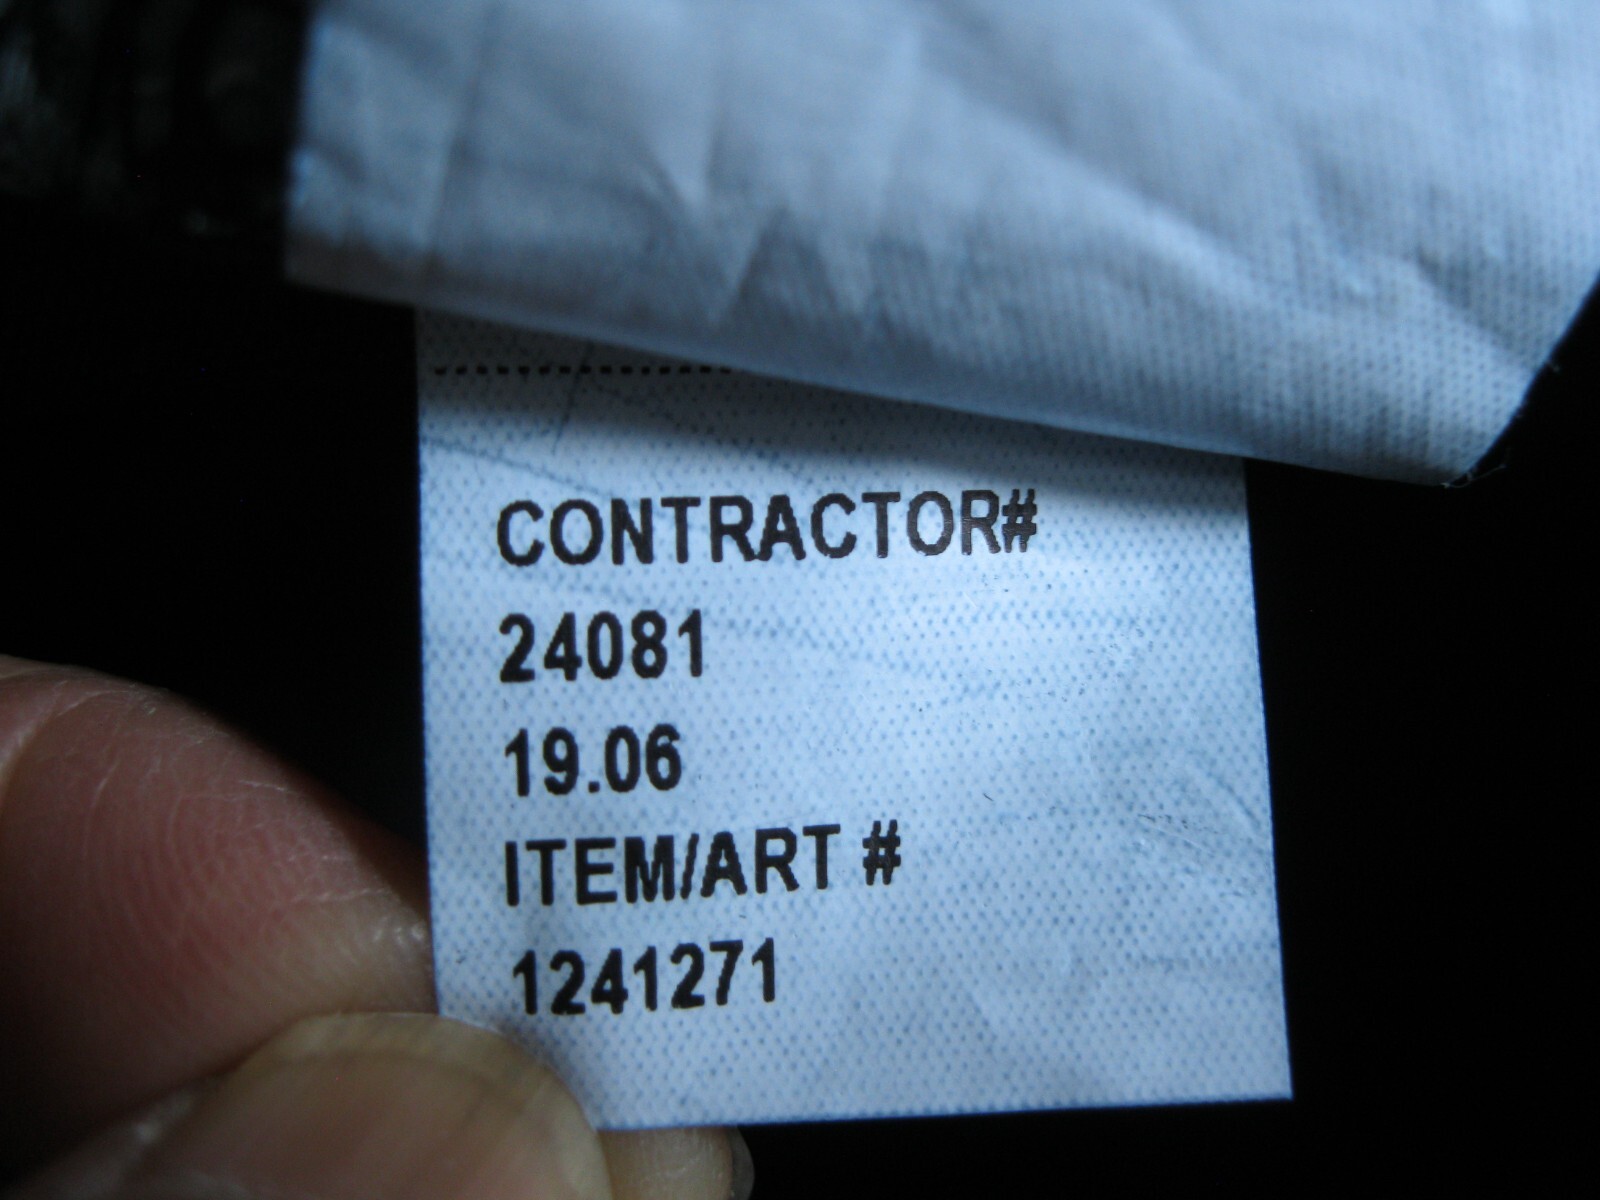 CONTRACTOR#
24081
19.06
ITEM/ART #
1241271